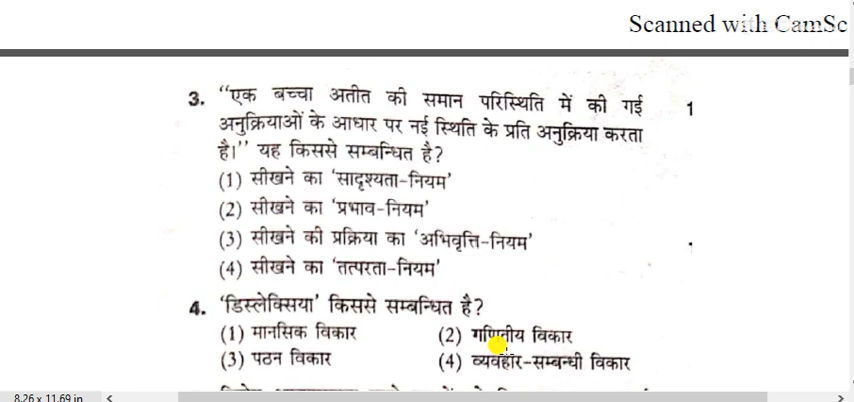 Scanned with CamSc
3. "एक बच्चा अतीत की समान परिस्थिति में की गई
अनुक्रियाओं के आधार पर नई स्थिति के प्रति अनुक्रिया करता
है।" यह किससे सम्बन्धित है?
(1) सीखने का 'सादृश्यता-नियम'
(2) सीखने का 'प्रभाव-नियम'
(3) सीखने की प्रक्रिया का 'अभिवृत्ति-नियम'
(4) सीखने का 'तत्परता-नियम'
4. 'डिस्लेक्सिया' किससे सम्बन्धित है?
(1) मानसिक विकार (2) गणितीय विकार
(3) पठन विकार (4) व्यवहार-सम्बन्धी विकार
8.26 x 11.69 in